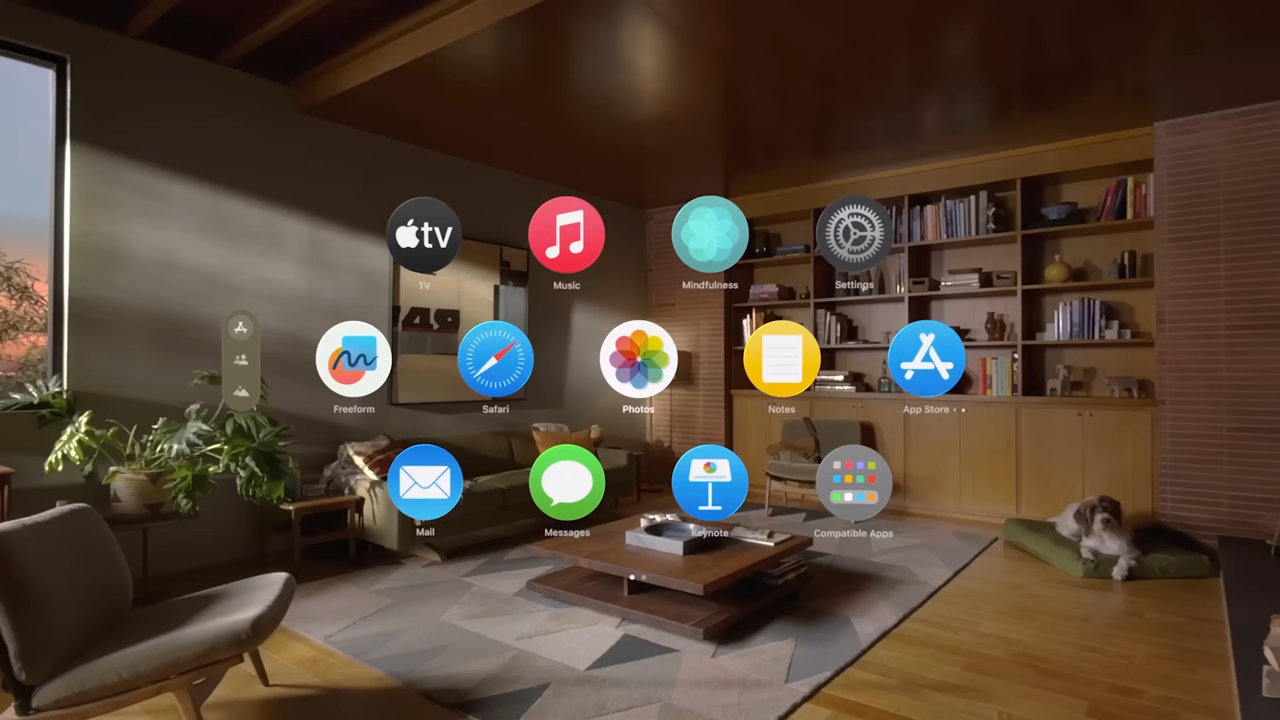 tv
TV
Music
Mindfulness
Settings
Freeform
Safari
Photos
Notes
App Store
Mail
Messages
Keynote
Compatible Apps